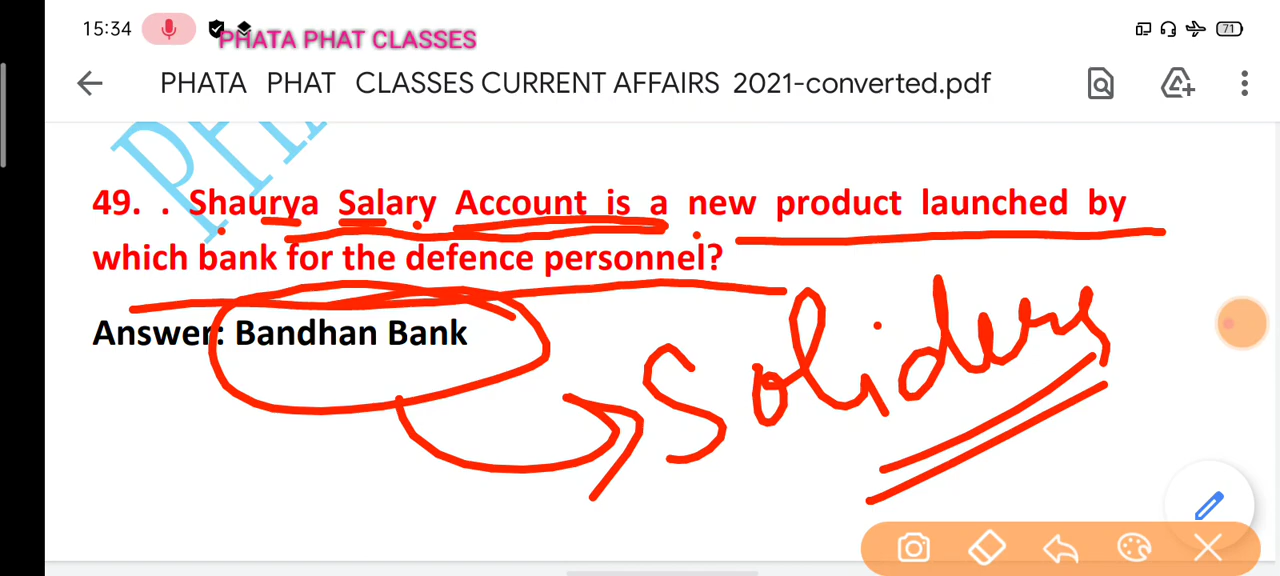 15:34
PHATA PHAT CLASSES
71
PHATA PHAT CLASSES CURRENT AFFAIRS 2021-converted.pdf
49. . Shaurya Salary Account is a new product launched by
which bank for the defence personnel?
Answer: Bandhan Bank
Soliders